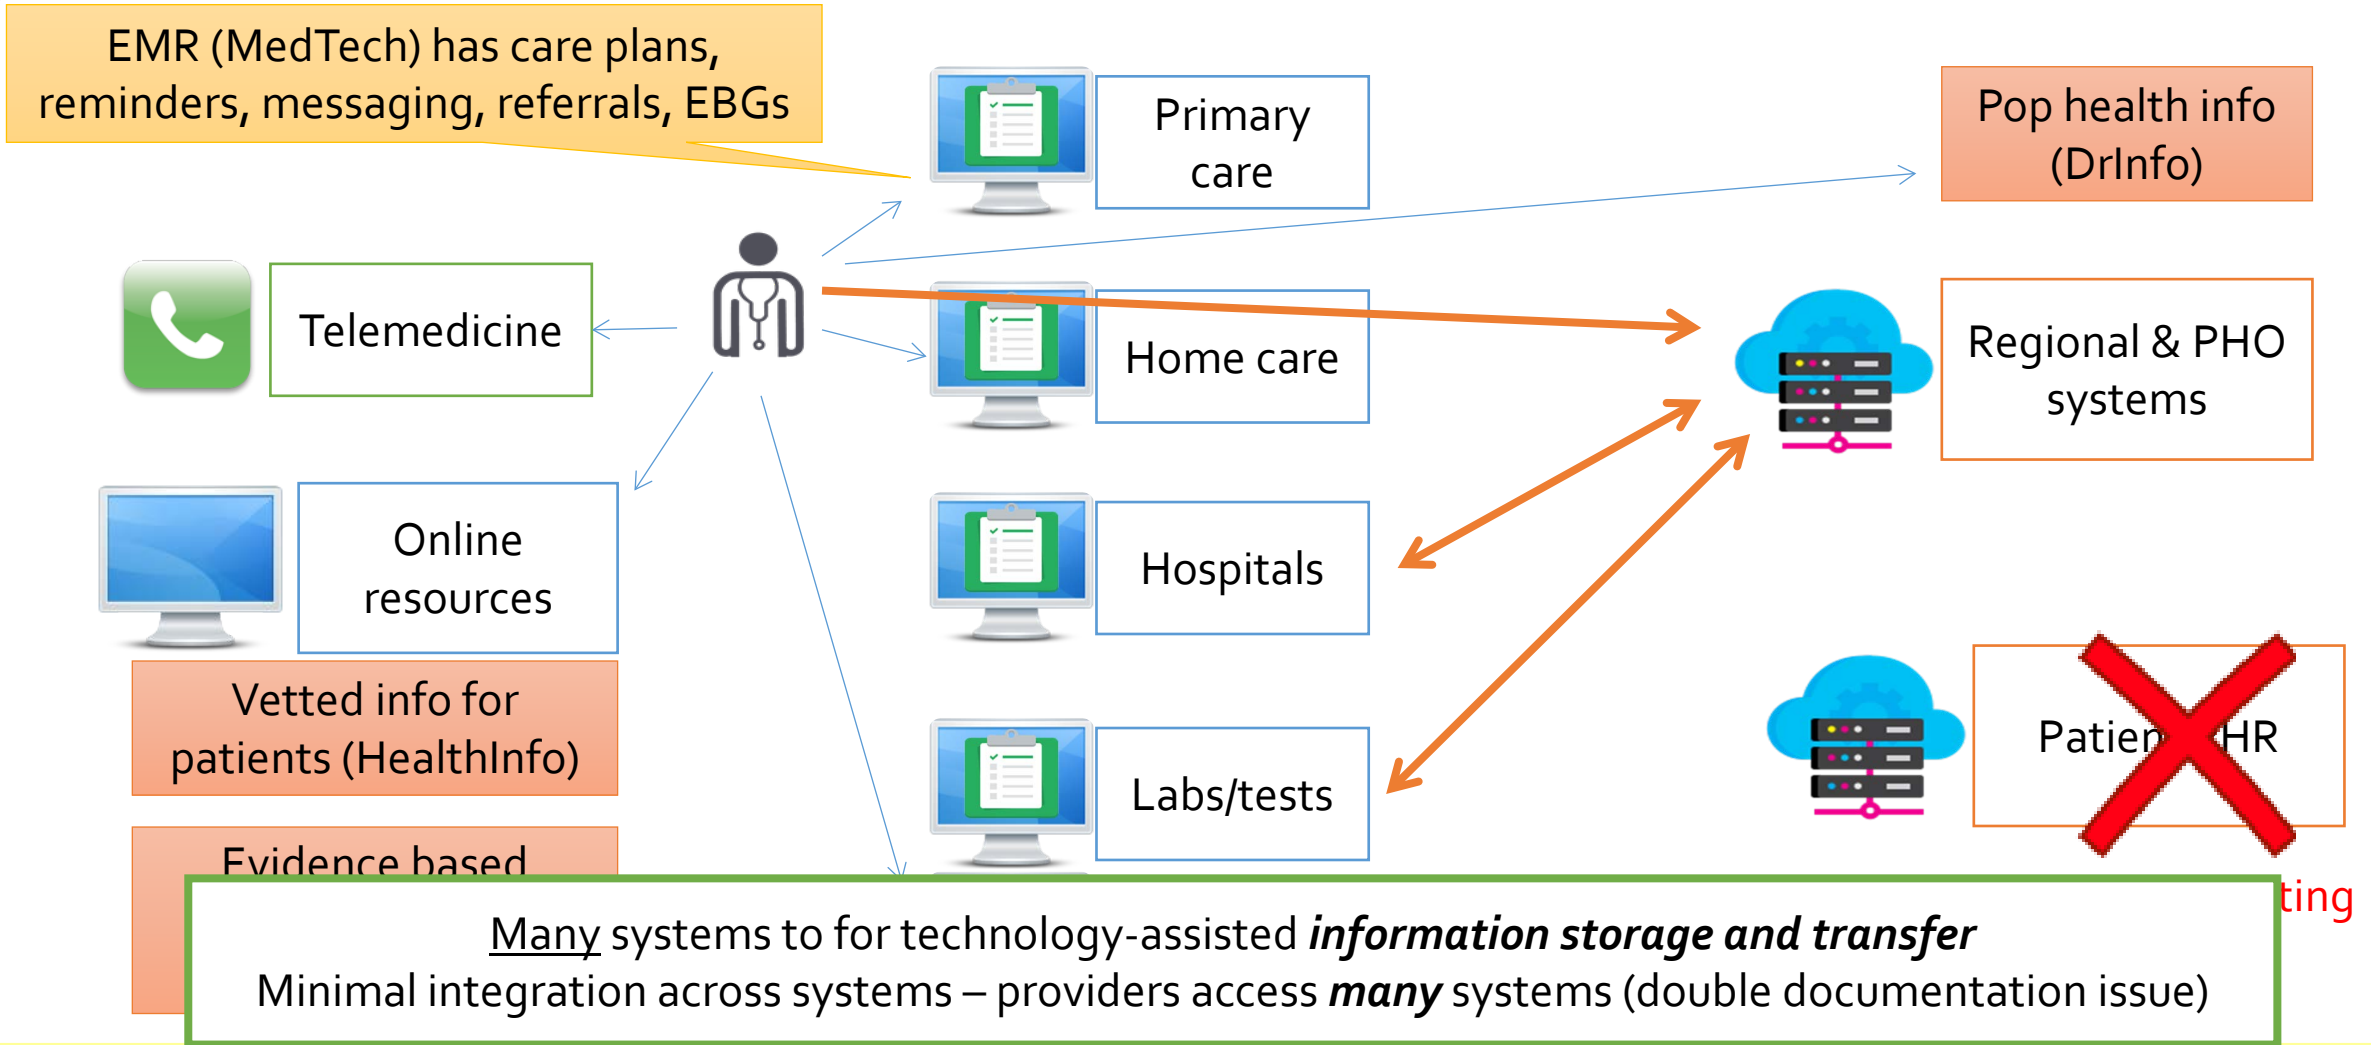 EMR (MedTech) has care plans,
reminders, messaging, referrals, EBGs
Primary
care
Pop health info
(DrInfo)
Telemedicine
Home care
Regional & PHO
systems
Online
resources
Hospitals
Vetted info for
patients (HealthInfo)
Labs/tests
Patien HR
Evidence based
ting
Many systems to for technology-assisted information storage and transfer
Minimal integration across systems – providers access many systems (double documentation issue)